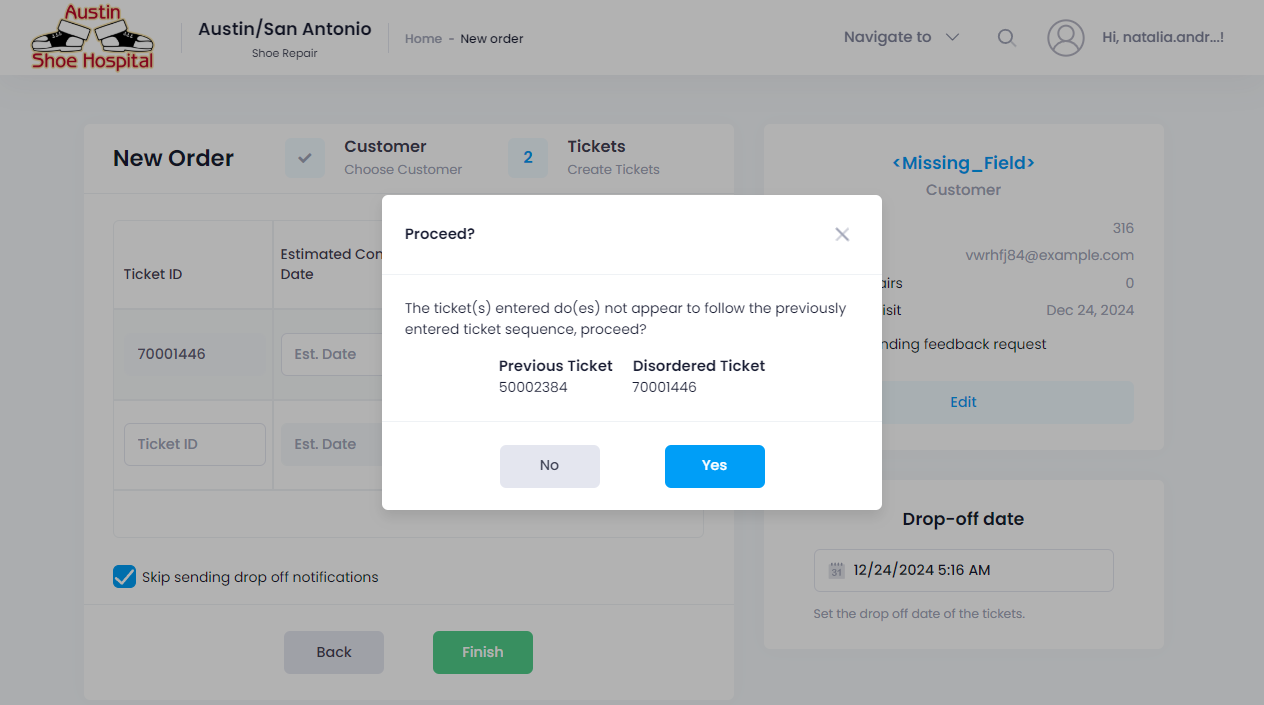 Austin
Shoe Hospital
Austin/San Antonio
Shoe Repair
Home - New order
Navigate to
Hi, natalia.andr...!
New Order
Customer
Choose Customer
2
Tickets
Create Tickets
<Missing_Field>
Customer
316
vwrhfj84@example.com
airs 0
isit Dec 24, 2024
nding feedback request
Edit
Ticket ID
Estimated Con
Date
70001446
Est. Date
Ticket ID
Est. Date
Proceed?
The ticket(s) entered do(es) not appear to follow the previously
entered ticket sequence, proceed?
Previous Ticket Disordered Ticket
50002384 70001446
No
Yes
Skip sending drop off notifications
Back
Finish
Drop-off date
31
12/24/2024 5:16 AM
Set the drop off date of the tickets.